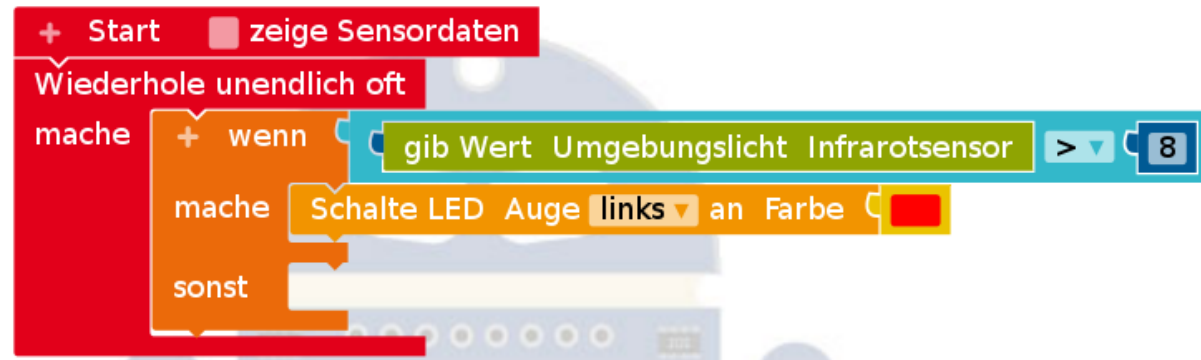 + Start zeige Sensordaten
Wiederhole unendlich oft
mache + wenn gib Wert Umgebungslicht Infrarotsensor > 8
mache Schalte LED Auge links an Farbe
sonst